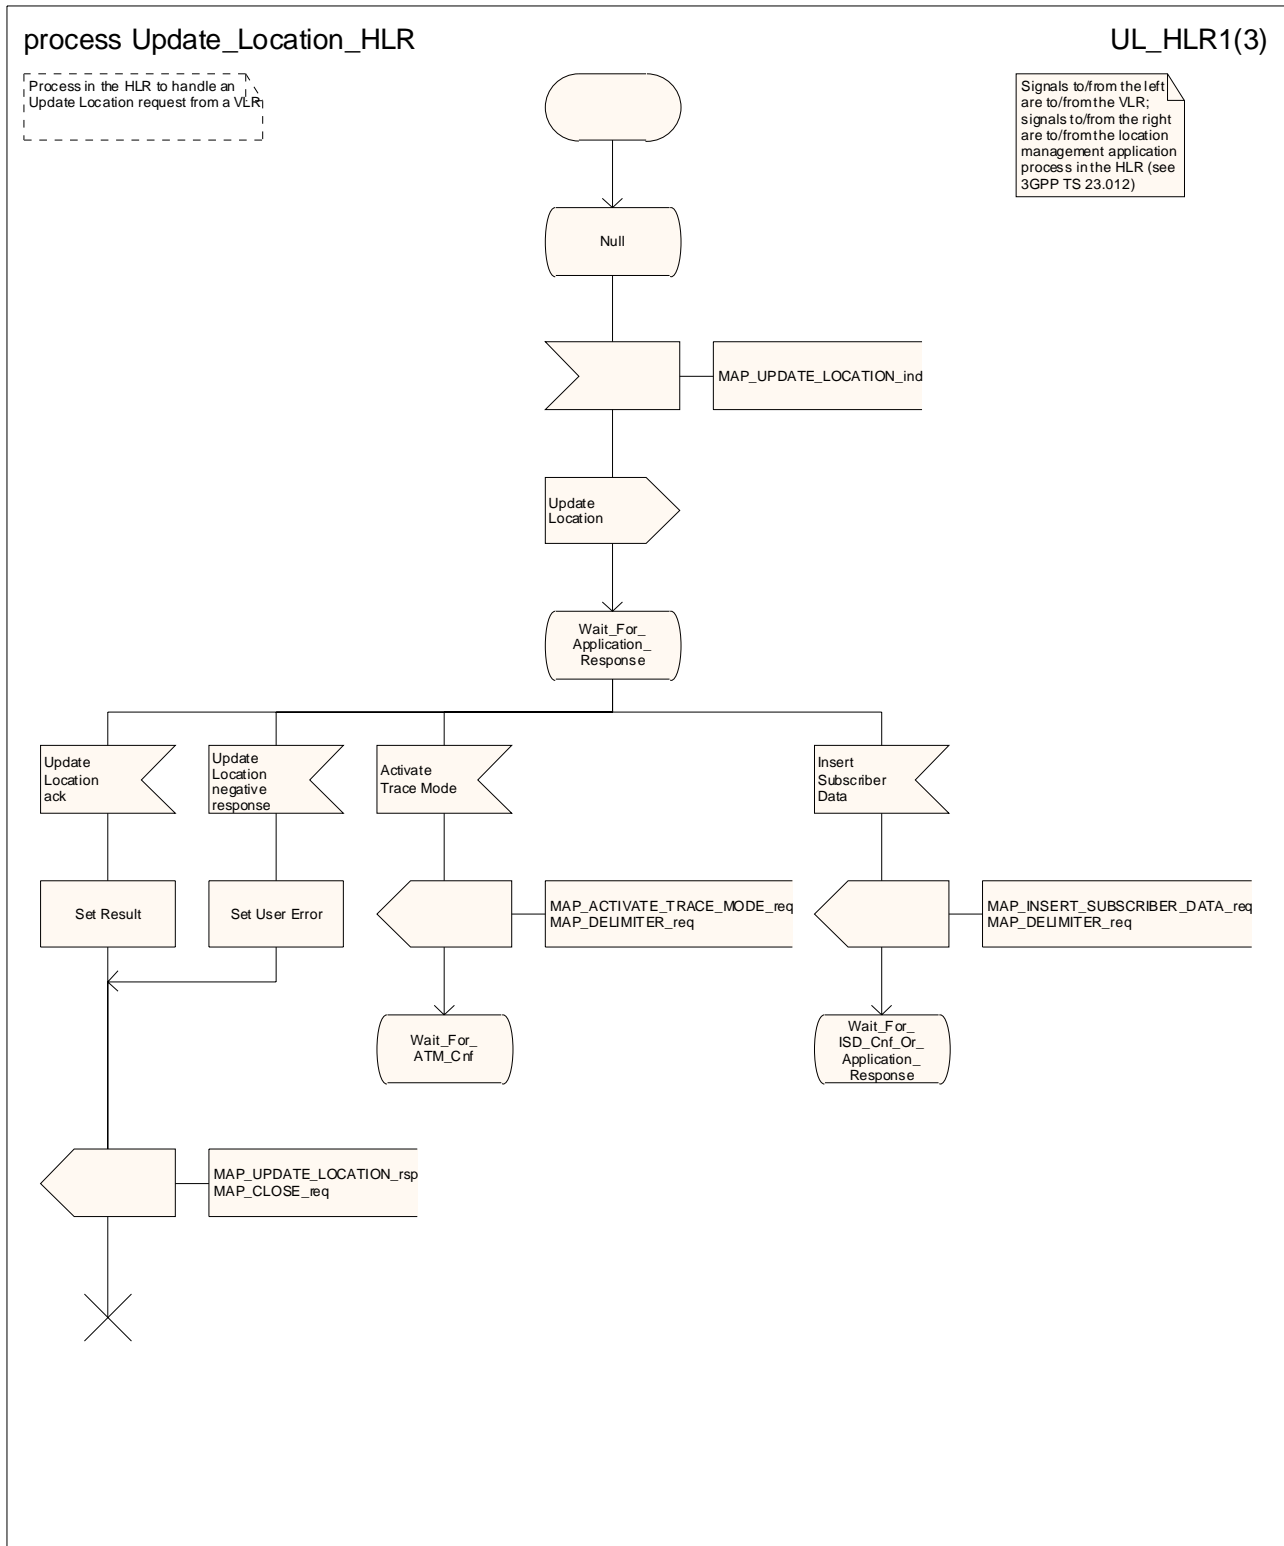 process Update_Location_HLR
UL_HLR1(3)
Process in the HLR to handle an
Update Location request from a VLR
Signals to/from the left
are to/from the VLR;
signals to/from the right
are to/from the location
management application
process in the HLR (see
3GPP TS 23.012)
Null
MAP_UPDATE_LOCATION_ind
Update
Location
Wait_For_
Application_
Response
Update
Location
ack
Update
Location
negative
response
Activate
Trace Mode
Insert
Subscriber
Data
Set Result
Set User Error
MAP_ACTIVATE_TRACE_MODE_req
MAP_DELIMITER_req
MAP_INSERT_SUBSCRIBER_DATA_req
MAP_DELIMITER_req
Wait_For_
ATM_Cnf
Wait_For_
ISD_Cnf_Or_
Application_
Response
MAP_UPDATE_LOCATION_rsp
MAP_CLOSE_req